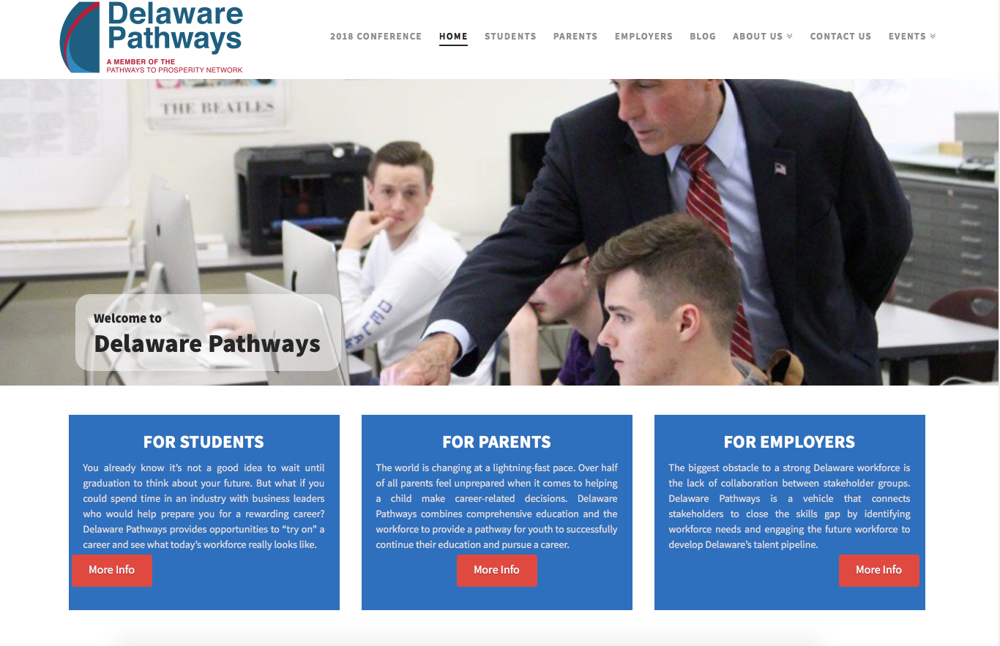 Delaware
Pathways
A MEMBER OF THE
PATHWAYS TO PROSPERITY NETWORK
2018 CONFERENCE HOME STUDENTS PARENTS EMPLOYERS BLOG ABOUT US CONTACT US EVENTS
THE BEATLES
DELAW
Welcome to
Delaware Pathways
FOR STUDENTS
You already know it’s not a good idea to wait until
graduation to think about your future. But what if you
could spend time in an industry with business leaders
who would help prepare you for a rewarding career?
Delaware Pathways provides opportunities to “try on” a
career and see what today’s workforce really looks like.
More Info
FOR PARENTS
The world is changing at a lightning-fast pace. Over half
of all parents feel unprepared when it comes to helping
a child make career-related decisions. Delaware
Pathways combines comprehensive education and the
workforce to provide a pathway for youth to successfully
continue their education and pursue a career.
More Info
FOR EMPLOYERS
The biggest obstacle to a strong Delaware workforce is
the lack of collaboration between stakeholder groups.
Delaware Pathways is a vehicle that connects
stakeholders to close the skills gap by identifying
workforce needs and engaging the future workforce to
develop Delaware’s talent pipeline.
More Info